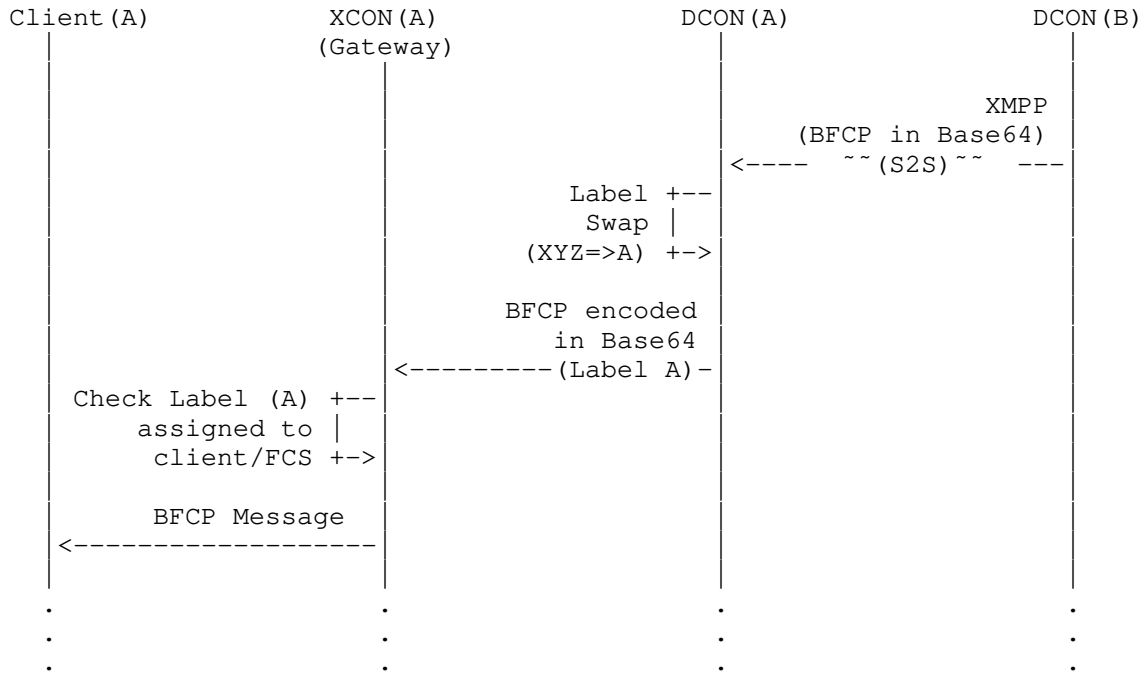 Client(A) XCON(A) DCON(A) DCON(B)
(Gateway)
XMPP
(BFCP in Base64)
<---- ~~(S2S)~~ ---
Label +--
Swap |
(XYZ=>A) +->
BFCP encoded
in Base64
<---------(Label A)-
Check Label (A) +--
assigned to |
client/FCS +->
BFCP Message
<-------------------
. . . .
. . . .
. . . .